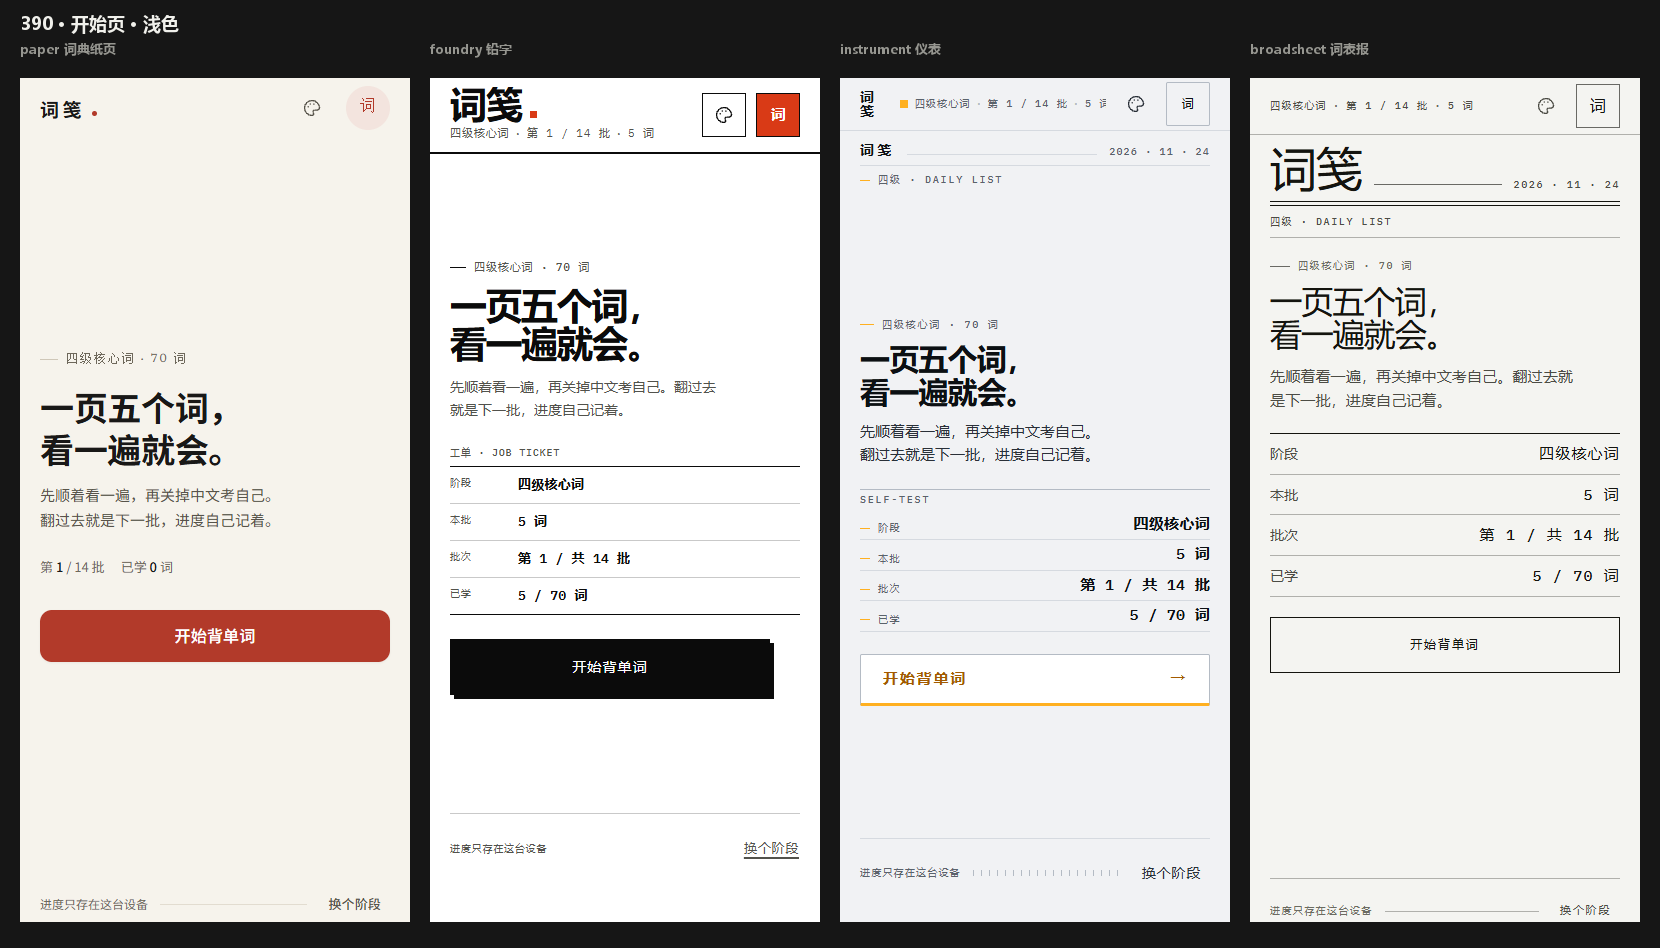 390 • 开始页 • 浅色
paper 词典纸页
词笺
词
四级核心词 · 70 词
一页五个词，
看一遍就会。
先顺着看一遍，再关掉中文考自己。
翻过去就是下一批，进度自己记着。
第 1 / 14 批 已学 0 词
开始背单词
进度只存在这台设备
换个阶段
foundry 铅字
词笺
四级核心词 · 第 1 / 14 批 · 5 词
词
四级核心词 · 70 词
一页五个词，
看一遍就会。
先顺着看一遍，再关掉中文考自己。翻过去
就是下一批，进度自己记着。
工单 · JOB TICKET
阶段 四级核心词
本批 5 词
批次 第 1 / 共 14 批
已学 5 / 70 词
开始背单词
进度只存在这台设备
换个阶段
instrument 仪表
词
笺
四级核心词 · 第 1 / 14 批 · 5
词
词笺 2026 · 11 · 24
四级 · DAILY LIST
四级核心词 · 70 词
一页五个词，
看一遍就会。
先顺着看一遍，再关掉中文考自己。
翻过去就是下一批，进度自己记着。
SELF-TEST
阶段 四级核心词
本批 5 词
批次 第 1 / 共 14 批
已学 5 / 70 词
开始背单词 →
进度只存在这台设备
换个阶段
broadsheet 词表报
四级核心词 · 第 1 / 14 批 · 5 词
词
词笺 2026 · 11 · 24
四级 · DAILY LIST
四级核心词 · 70 词
一页五个词，
看一遍就会。
先顺着看一遍，再关掉中文考自己。翻过去就
是下一批，进度自己记着。
阶段 四级核心词
本批 5 词
批次 第 1 / 共 14 批
已学 5 / 70 词
开始背单词
进度只存在这台设备
换个阶段